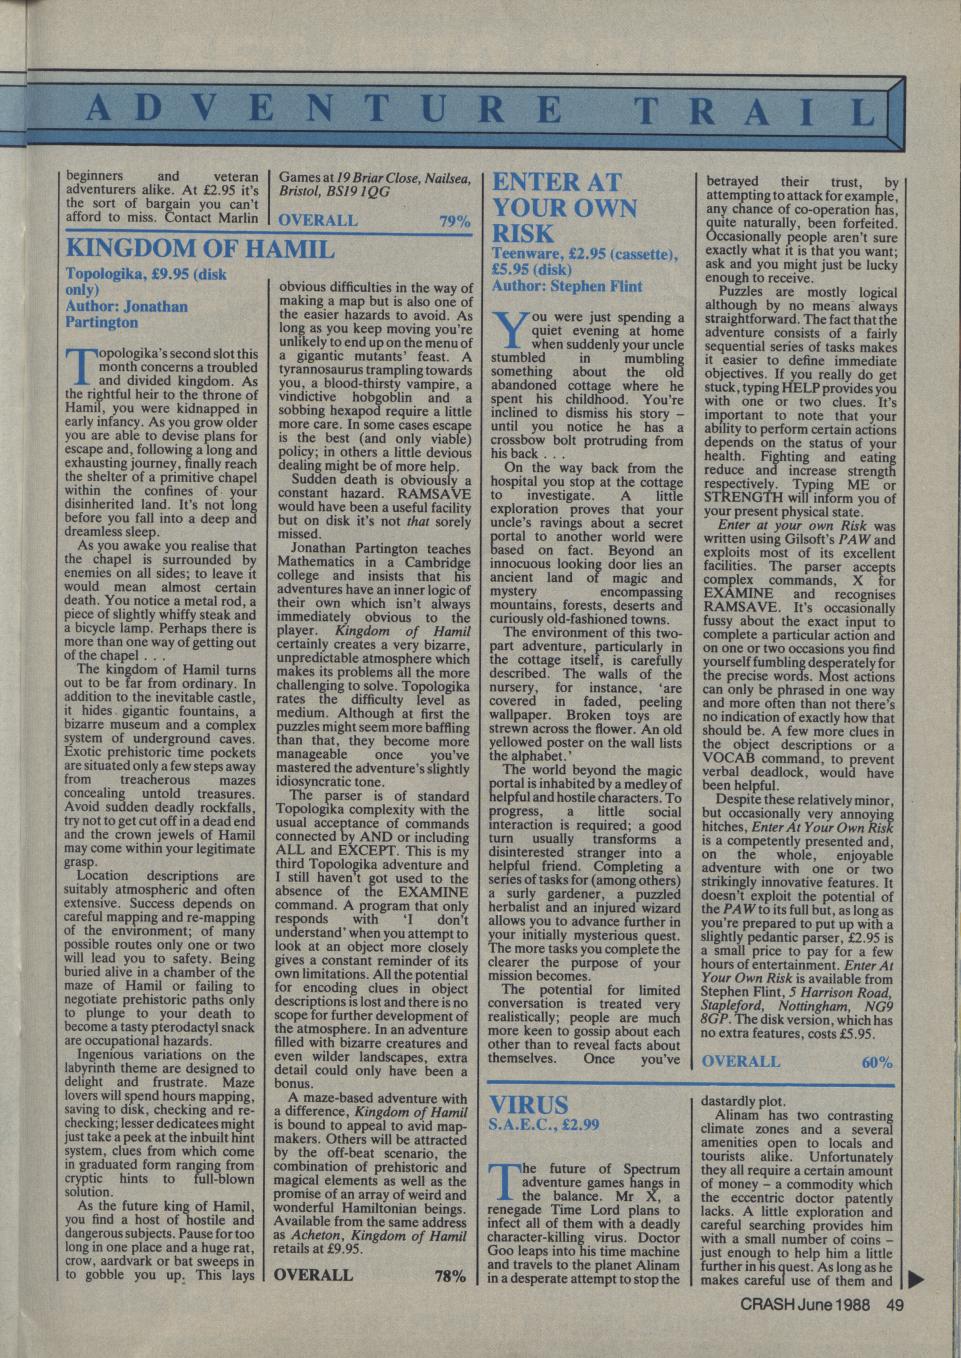 ADVENTURE TRAIL
beginners and veteran
adventurers alike. At £2.95 it's
the sort of bargain you can't
afford to miss. Contact Marlin
Games at 19 Briar Close, Nailsea,
Bristol, BS19 1QG
OVERALL 79%
KINGDOM OF HAMIL
Topologika, £9.95 (disk
only)
Author: Jonathan
Partington
Topologika's second slot this
month concerns a troubled
and divided kingdom. As
the rightful heir to the throne of
Hamil, you were kidnapped in
early infancy. As you grow older
you are able to devise plans for
escape and, following a long and
exhausting journey, finally reach
the shelter of a primitive chapel
within the confines of your
disinherited land. It's not long
before you fall into a deep and
dreamless sleep.
As you awake you realise that
the chapel is surrounded by
enemies on all sides; to leave it
would mean almost certain
death. You notice a metal rod, a
piece of slightly whiffy steak and
a bicycle lamp. Perhaps there is
more than one way of getting out
of the chapel . . .
The kingdom of Hamil turns
out to be far from ordinary. In
addition to the inevitable castle,
it hides gigantic fountains, a
bizarre museum and a complex
system of underground caves.
Exotic prehistoric time pockets
are situated only a few steps away
from treacherous mazes
concealing untold treasures.
Avoid sudden deadly rockfalls,
try not to get cut off in a dead end
and the crown jewels of Hamil
may come within your legitimate
grasp.
Location descriptions are
suitably atmospheric and often
extensive. Success depends on
careful mapping and re-mapping
of the environment; of many
possible routes only one or two
will lead you to safety. Being
buried alive in a chamber of the
maze of Hamil or failing to
negotiate prehistoric paths only
to plunge to your death to
become a tasty pterodactyl snack
are occupational hazards.
Ingenious variations on the
labyrinth theme are designed to
delight and frustrate. Maze
lovers will spend hours mapping,
saving to disk, checking and re-
checking; lesser dedicatees might
just take a peek at the inbuilt hint
system, clues from which come
in graduated form ranging from
cryptic hints to full-blown
solution.
As the future king of Hamil,
you find a host of hostile and
dangerous subjects. Pause for too
long in one place and a huge rat,
crow, aardvark or bat sweeps in
to gobble you up. This lays
obvious difficulties in the way of
making a map but is also one of
the easier hazards to avoid. As
long as you keep moving you're
unlikely to end up on the menu of
a gigantic mutants' feast. A
tyrannosaurus trampling towards
you, a blood-thirsty vampire, a
vindictive hobgoblin and a
sobbing hexapod require a little
more care. In some cases escape
is the best (and only viable)
policy; in others a little devious
dealing might be of more help.
Sudden death is obviously a
constant hazard. RAMSAVE
would have been a useful facility
but on disk it's not that sorely
missed.
Jonathan Partington teaches
Mathematics in a Cambridge
college and insists that his
adventures have an inner logic of
their own which isn't always
immediately obvious to the
player. Kingdom of Hamil
certainly creates a very bizarre,
unpredictable atmosphere which
makes its problems all the more
challenging to solve. Topologika
rates the difficulty level as
medium. Although at first the
puzzles might seem more baffling
than that, they become more
manageable once you've
mastered the adventure's slightly
idiosyncratic tone.
The parser is of standard
Topologika complexity with the
usual acceptance of commands
connected by AND or including
ALL and EXCEPT. This is my
third Topologika adventure and
I still haven't got used to the
absence of the EXAMINE
command. A program that only
responds with 'I don't
understand' when you attempt to
look at an object more closely
gives a constant reminder of its
own limitations. All the potential
for encoding clues in object
descriptions is lost and there is no
scope for further development of
the atmosphere. In an adventure
filled with bizarre creatures and
even wilder landscapes, extra
detail could only have been a
bonus.
A maze-based adventure with
a difference, Kingdom of Hamil
is bound to appeal to avid map-
makers. Others will be attracted
by the off-beat scenario, the
combination of prehistoric and
magical elements as well as the
promise of an array of weird and
wonderful Hamiltonian beings.
Available from the same address
as Acheton, Kingdom of Hamil
retails at £9.95.
OVERALL 78%
ENTER AT
YOUR OWN
RISK
Teenware, £2.95 (cassette),
£5.95 (disk)
Author: Stephen Flint
You were just spending a
quiet evening at home
when suddenly your uncle
stumbled in mumbling
something about the old
abandoned cottage where he
spent his childhood. You're
inclined to dismiss his story –
until you notice he has a
crossbow bolt protruding from
his back . . .
On the way back from the
hospital you stop at the cottage
to investigate. A little
exploration proves that your
uncle's ravings about a secret
portal to another world were
based on fact. Beyond an
innocuous looking door lies an
ancient land of magic and
mystery encompassing
mountains, forests, deserts and
curiously old-fashioned towns.
The environment of this two-
part adventure, particularly in
the cottage itself, is carefully
described. The walls of the
nursery, for instance, 'are
covered in faded, peeling
wallpaper. Broken toys are
strewn across the flower. An old
yellowed poster on the wall lists
the alphabet.'
The world beyond the magic
portal is inhabited by a medley of
helpful and hostile characters. To
progress, a little social
interaction is required; a good
turn usually transforms a
disinterested stranger into a
helpful friend. Completing a
series of tasks for (among others)
a surly gardener, a puzzled
herbalist and an injured wizard
allows you to advance further in
your initially mysterious quest.
The more tasks you complete the
clearer the purpose of your
mission becomes.
The potential for limited
conversation is treated very
realistically; people are much
more keen to gossip about each
other than to reveal facts about
themselves. Once you've
betrayed their trust, by
attempting to attack for example,
any chance of co-operation has,
quite naturally, been forfeited.
Occasionally people aren't sure
exactly what it is that you want;
ask and you might just be lucky
enough to receive.
Puzzles are mostly logical
although by no means always
straightforward. The fact that the
adventure consists of a fairly
sequential series of tasks makes
it easier to define immediate
objectives. If you really do get
stuck, typing HELP provides you
with one or two clues. It's
important to note that your
ability to perform certain actions
depends on the status of your
health. Fighting and eating
reduce and increase strength
respectively. Typing ME or
STRENGTH will inform you of
your present physical state.
Enter at your own Risk was
written using Gilsoft's PAW and
exploits most of its excellent
facilities. The parser accepts
complex commands, X for
EXAMINE and recognises
RAMSAVE. It's occasionally
fussy about the exact input to
complete a particular action and
on one or two occasions you find
yourself fumbling desperately for
the precise words. Most actions
can only be phrased in one way
and more often than not there's
no indication of exactly how that
should be. A few more clues in
the object descriptions or a
VOCAB command, to prevent
verbal deadlock, would have
been helpful.
Despite these relatively minor,
but occasionally very annoying
hitches, Enter At Your Own Risk
is a competently presented and,
on the whole, enjoyable
adventure with one or two
strikingly innovative features. It
doesn't exploit the potential of
the PAW to its full but, as long as
you're prepared to put up with a
slightly pedantic parser, £2.95 is
a small price to pay for a few
hours of entertainment. Enter At
Your Own Risk is available from
Stephen Flint, 5 Harrison Road,
Stapleford, Nottingham, NG9
8GP. The disk version, which has
no extra features, costs £5.95.
OVERALL 60%
VIRUS
S.A.E.C., £2.99
The future of Spectrum
adventure games hangs in
the balance. Mr X, a
renegade Time Lord plans to
infect all of them with a deadly
character-killing virus. Doctor
Goo leaps into his time machine
and travels to the planet Alinam
in a desperate attempt to stop the
dastardly plot.
Alinam has two contrasting
climate zones and a several
amenities open to locals and
tourists alike. Unfortunately
they all require a certain amount
of money – a commodity which
the eccentric doctor patently
lacks. A little exploration and
careful searching provides him
with a small number of coins –
just enough to help him a little
further in his quest. As long as he
makes careful use of them and
CRASH June 1988 49